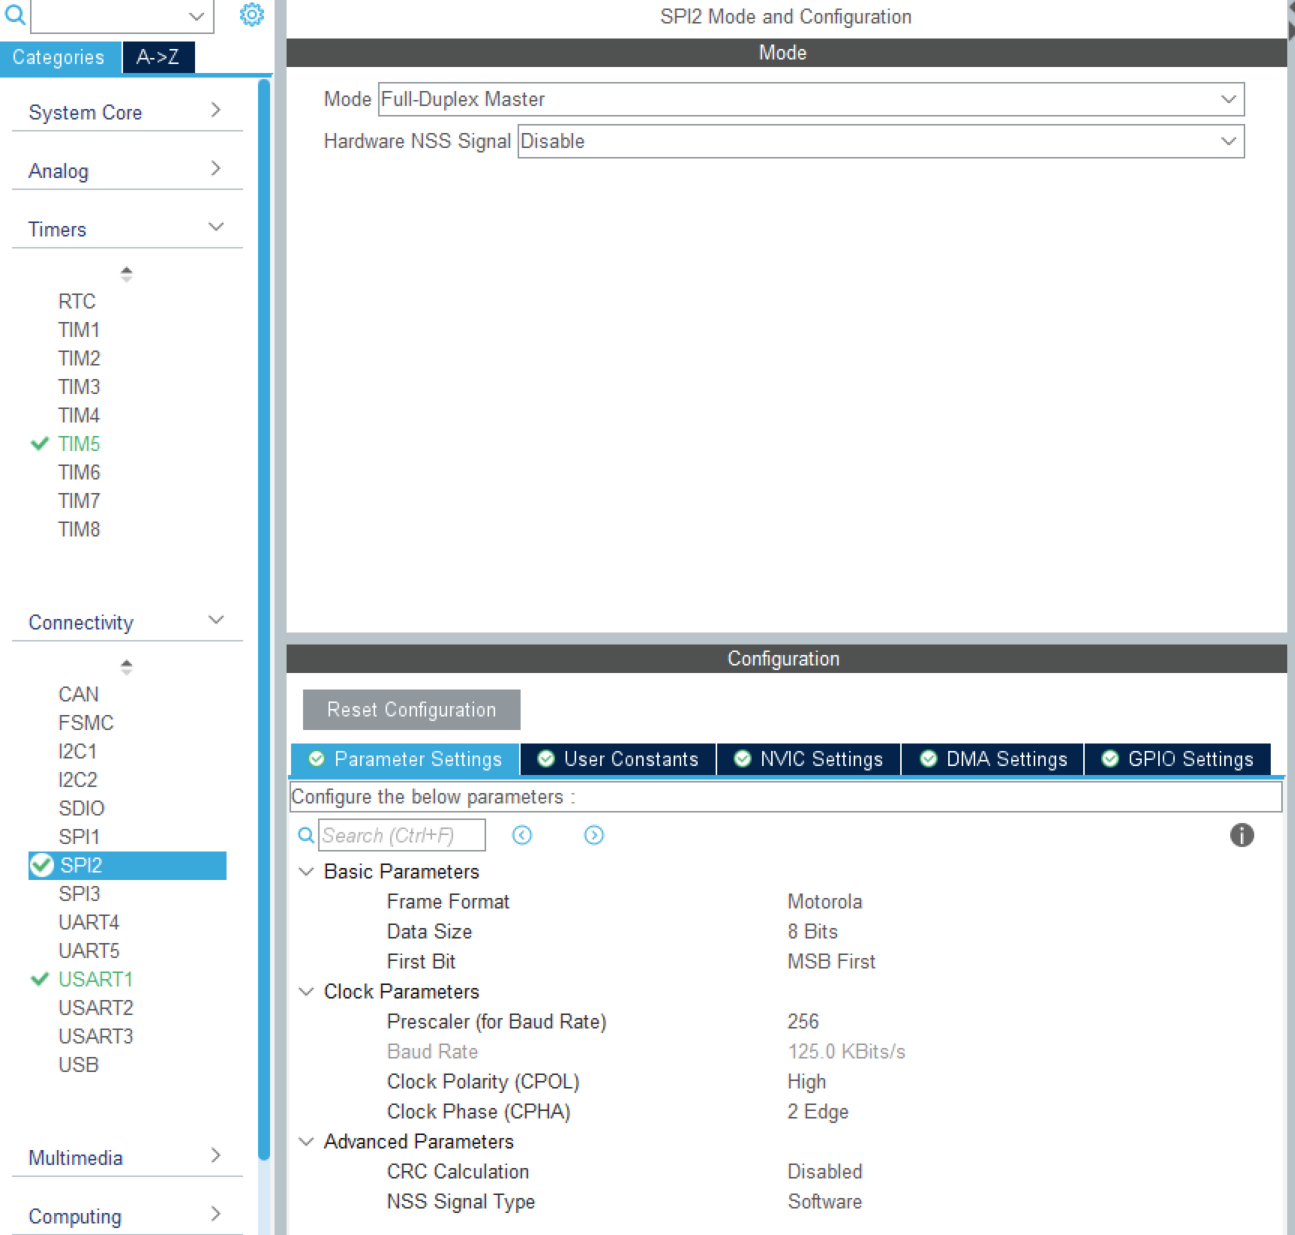 Categories
A->Z
System Core
Analog
Timers
RTC
TIM1
TIM2
TIM3
TIM4
TIM5
TIM6
TIM7
TIM8
Connectivity
CAN
FSMC
I2C1
I2C2
SDIO
SPI1
SPI2
SPI3
UART4
UART5
USART1
USART2
USART3
USB
Multimedia
Computing
SPI2 Mode and Configuration
Mode
Mode Full-Duplex Master
Hardware NSS Signal Disable
Configuration
Reset Configuration
Parameter Settings User Constants NVIC Settings DMA Settings GPIO Settings
Configure the below parameters :
Search (Ctrl+F)
Basic Parameters
Frame Format Motorola
Data Size 8 Bits
First Bit MSB First
Clock Parameters
Prescaler (for Baud Rate) 256
Baud Rate 125.0 KBits/s
Clock Polarity (CPOL) High
Clock Phase (CPHA) 2 Edge
Advanced Parameters
CRC Calculation Disabled
NSS Signal Type Software